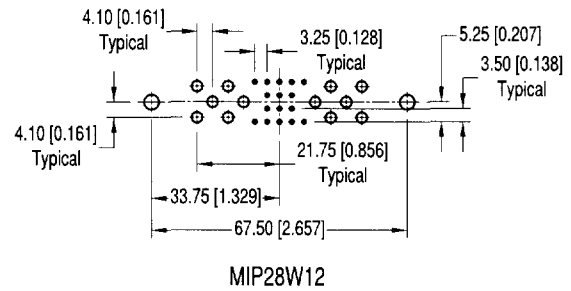 4.10 [0.161]
Typical
3.25 [0.128]
Typical
5.25 [0.207]
3.50 [0.138]
Typical
4.10 [0.161]
Typical
21.75 [0.856]
Typical
33.75 [1.329]
67.50 [2.657]
MIP28W12